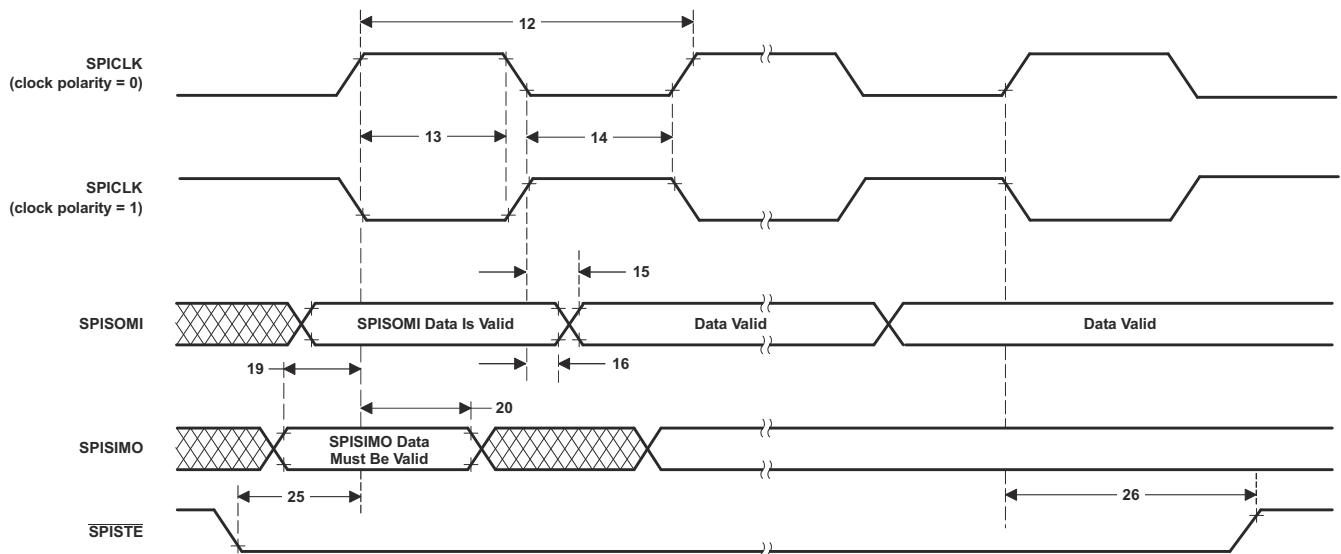 12
SPICLK
(clock polarity = 0)
13
14
SPICLK
(clock polarity = 1)
15
SPISOMI
SPISOMI Data Is Valid
Data Valid
Data Valid
16
19
20
SPISIMO
SPISIMO Data
Must Be Valid
25
26
SPISTE